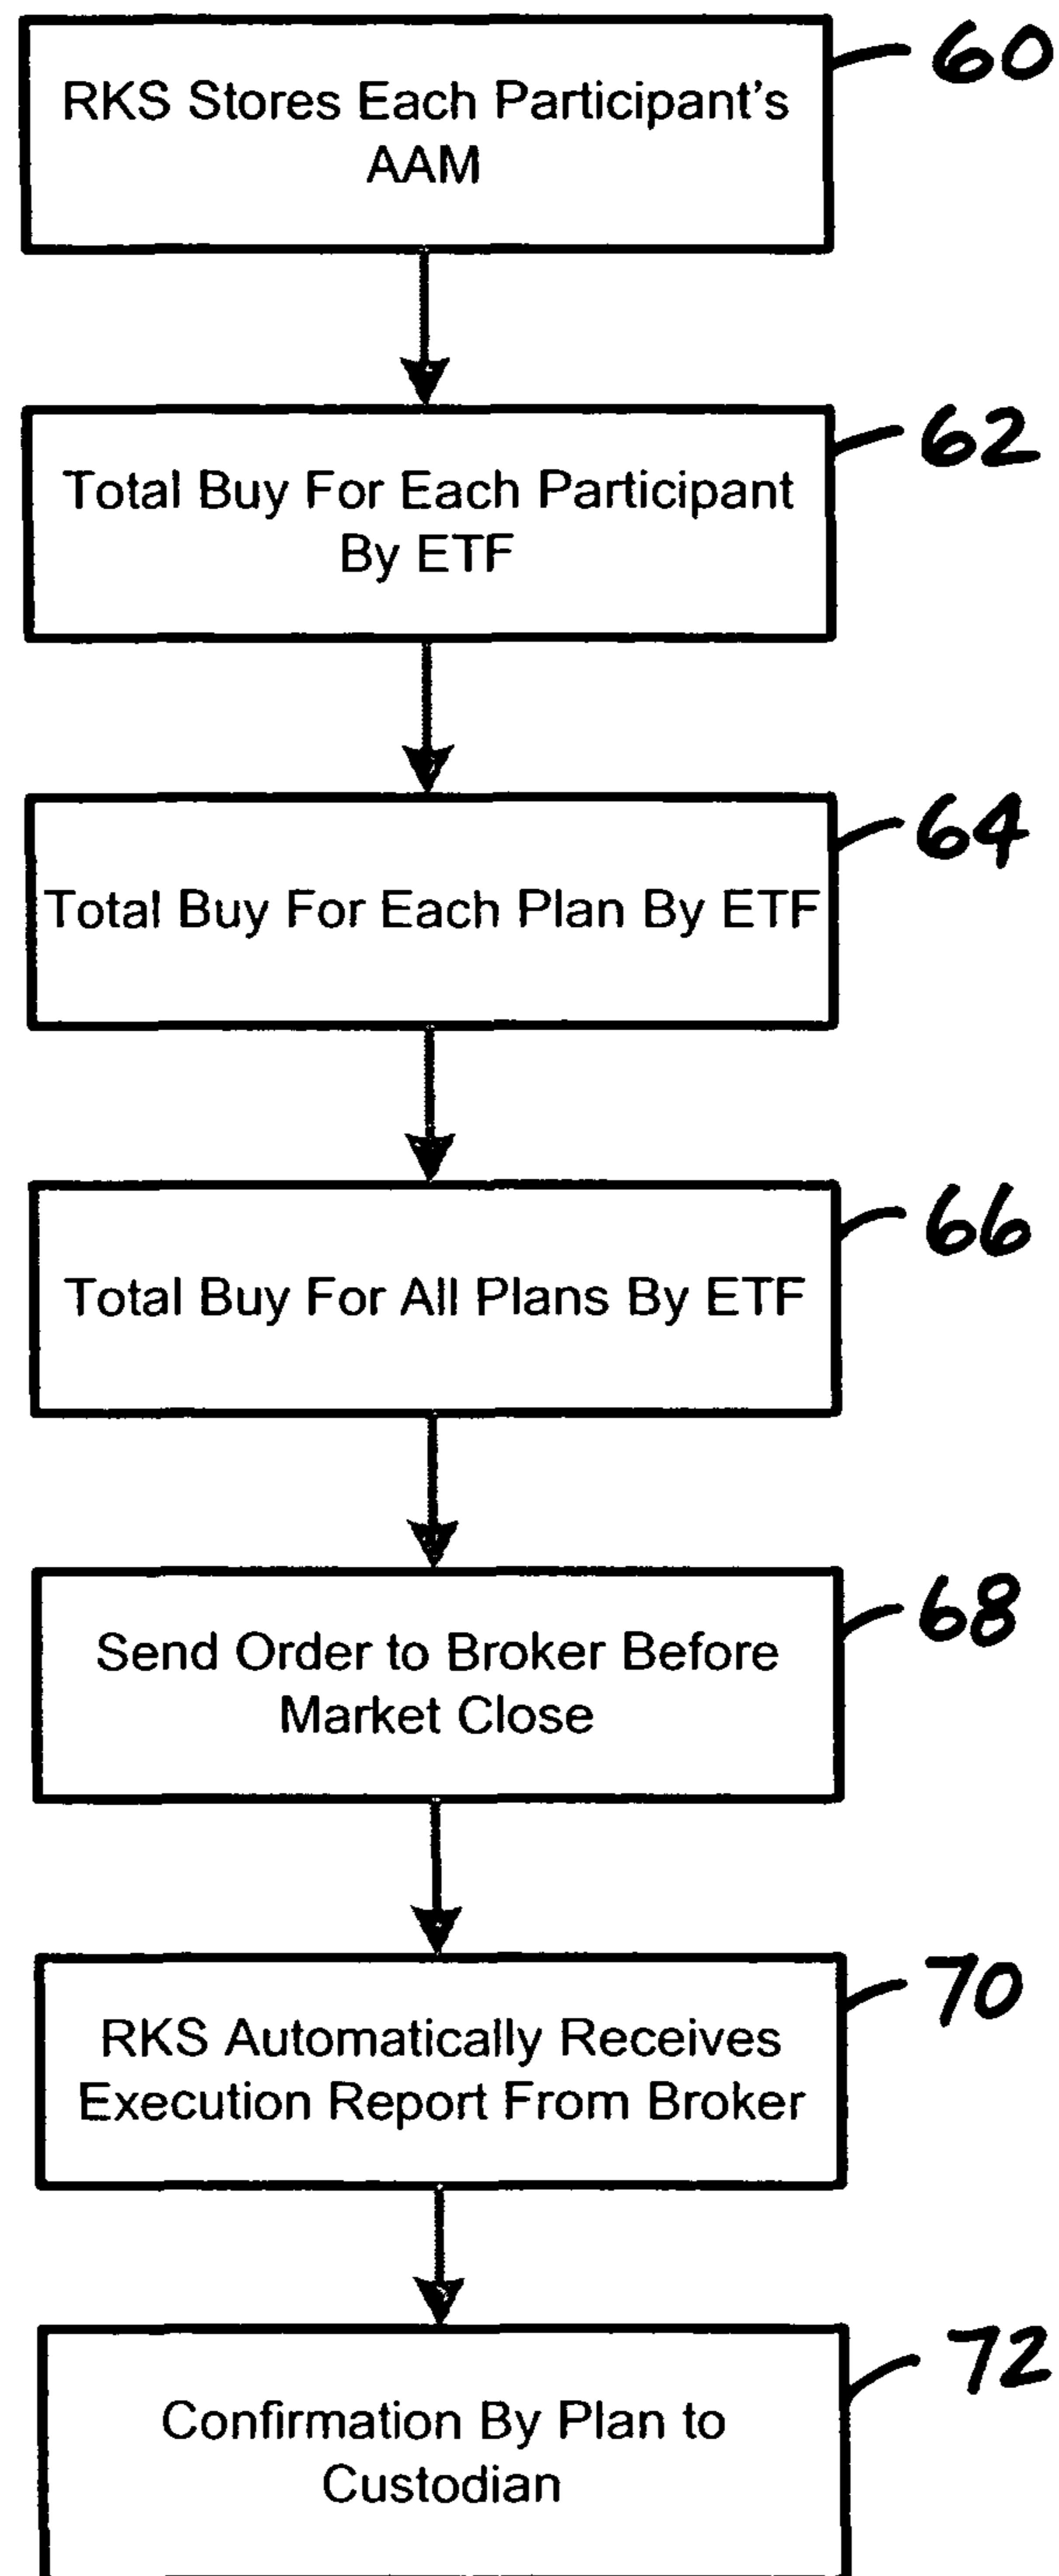 RKS Stores Each Participant's
AAM
60
Total Buy For Each Participant
By ETF
62
Total Buy For Each Plan By ETF
64
Total Buy For All Plans By ETF
66
Send Order to Broker Before
Market Close
68
RKS Automatically Receives
Execution Report From Broker
70
Confirmation By Plan to
Custodian
72